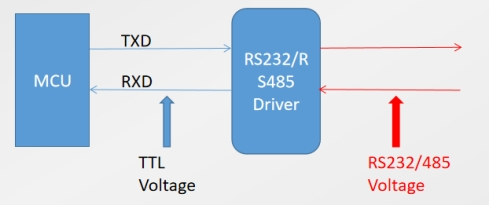 TXD
MCU
RXD
RS232/R
S485
Driver
TTL
Voltage
RS232/485
Voltage